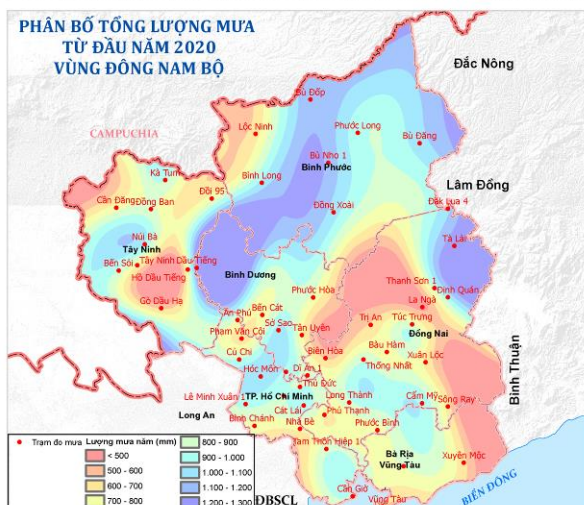 PHÂN BỐ TỔNG LƯỢNG MƯA
TỪ ĐẦU NĂM 2020
VÙNG ĐÔNG NAM BỘ
Đắc Nông
CAMPUCHIA
Bù Đốp
Lộc Ninh
Phước Long
Bù Đăng
Bù Nho 1
Bình Phước
Kà Tum
Bình Long
Lâm Đồng
Dồi 95
Cần Đăng
Đồng Ban
Đồng Xoài
Đăk Lua 4
Núi Bà
Tây Ninh
Tà Lài
Bến Sỏi
Tây Ninh
Dầu Tiếng
Hồ Dầu Tiếng
Bình Dương
Thanh Sơn 1
Định Quán
Phước Hòa
La Ngà
Gò Dầu Hạ
Bến Cát
An Phú
Sở Sao
Trị An
Túc Trưng
Đồng Nai
Phạm Văn Cội
Tân Uyên
Củ Chi
Biên Hòa
Bàu Hàm
Xuân Lộc
Thống Nhất
Hóc Môn
Dĩ An 1
Thủ Đức
Bình Thuận
Lê Minh Xuân
TP. Hồ Chí Minh
Long Thành
Cẩm Mỹ
Sông Ray
Long An
Cát Lái
Phú Thạnh
Bình Chánh
Nhà Bè
Phước Bình
Tam Thôn Hiệp 1
Bà Rịa
Vũng Tàu
Xuyên Mộc
Cần Giờ
Vũng Tàu
BIỂN ĐÔNG
ĐBSCL
Trạm đo mưa
Lượng mưa năm (mm)
< 500
500 - 600
600 - 700
700 - 800
800 - 900
900 - 1.000
1.000 - 1.100
1.100 - 1.200
1.200 - 1.300